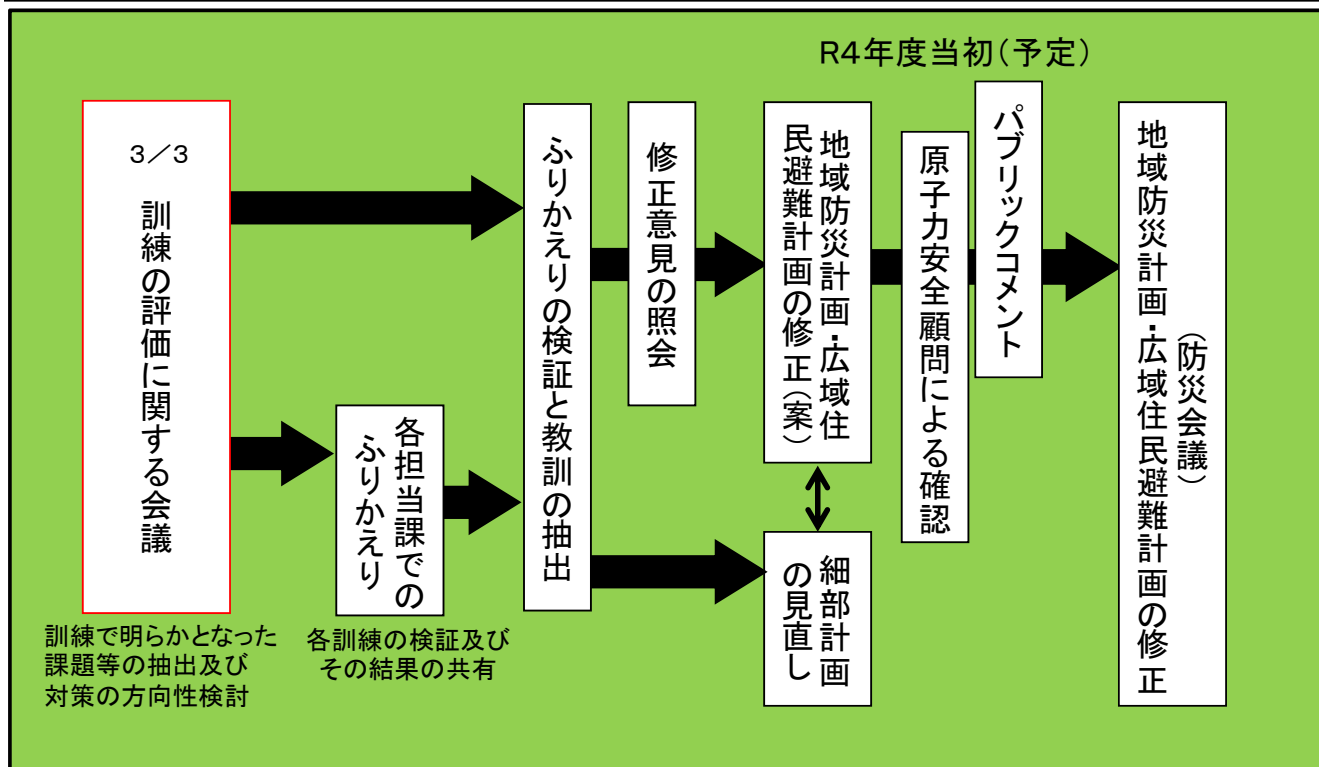 R4年度当初（予定）
3／3
訓練の評価に関する会議
訓練で明らかとなった
課題等の抽出及び
対策の方向性検討
各担当課での
ふりかえり
各訓練の検証及び
その結果の共有
ふりかえりの検証と教訓の抽出
修正意見の照会
地域防災計画・広域住
民避難計画の修正（案）
細部計画
の見直し
原子力安全顧問による確認
パブリックコメント
地域防災計画・広域住民避難計画の修正
（防災会議）